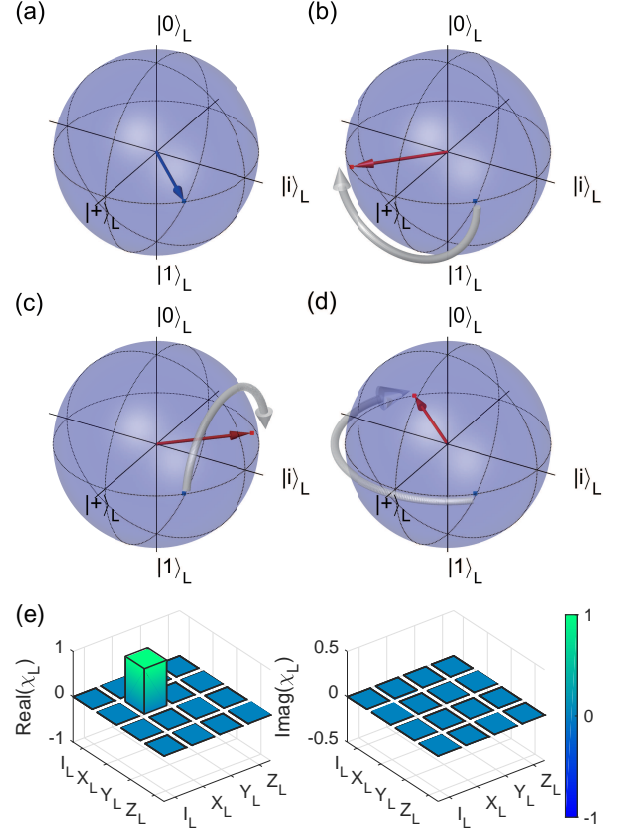 (a)
|0⟩L
|i⟩L
|+⟩L
|1⟩L
(b)
|0⟩L
|i⟩L
|+⟩L
|1⟩L
(c)
|0⟩L
|i⟩L
|+⟩L
|1⟩L
(d)
|0⟩L
|i⟩L
|+⟩L
|1⟩L
(e)
Real(χL)
1
0
-1
IL
XL
YL
ZL
IL
XL
YL
ZL
Imag(χL)
0.5
0
-0.5
IL
XL
YL
ZL
IL
XL
YL
ZL
1
0
-1